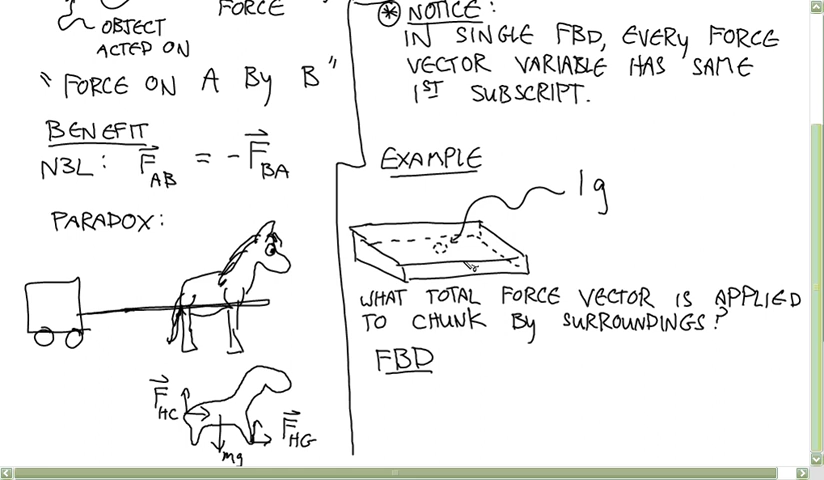 FORCE
OBJECT
ACTED ON
"FORCE ON A BY B"
BENEFIT
N3L: F⃗AB = -F⃗BA
PARADOX:
F⃗HC
F⃗HG
mg
* NOTICE:
IN SINGLE FBD, EVERY FORCE
VECTOR VARIABLE HAS SAME
1ST SUBSCRIPT.
EXAMPLE
1g
WHAT TOTAL FORCE VECTOR IS APPLIED
TO CHUNK BY SURROUNDINGS?
FBD